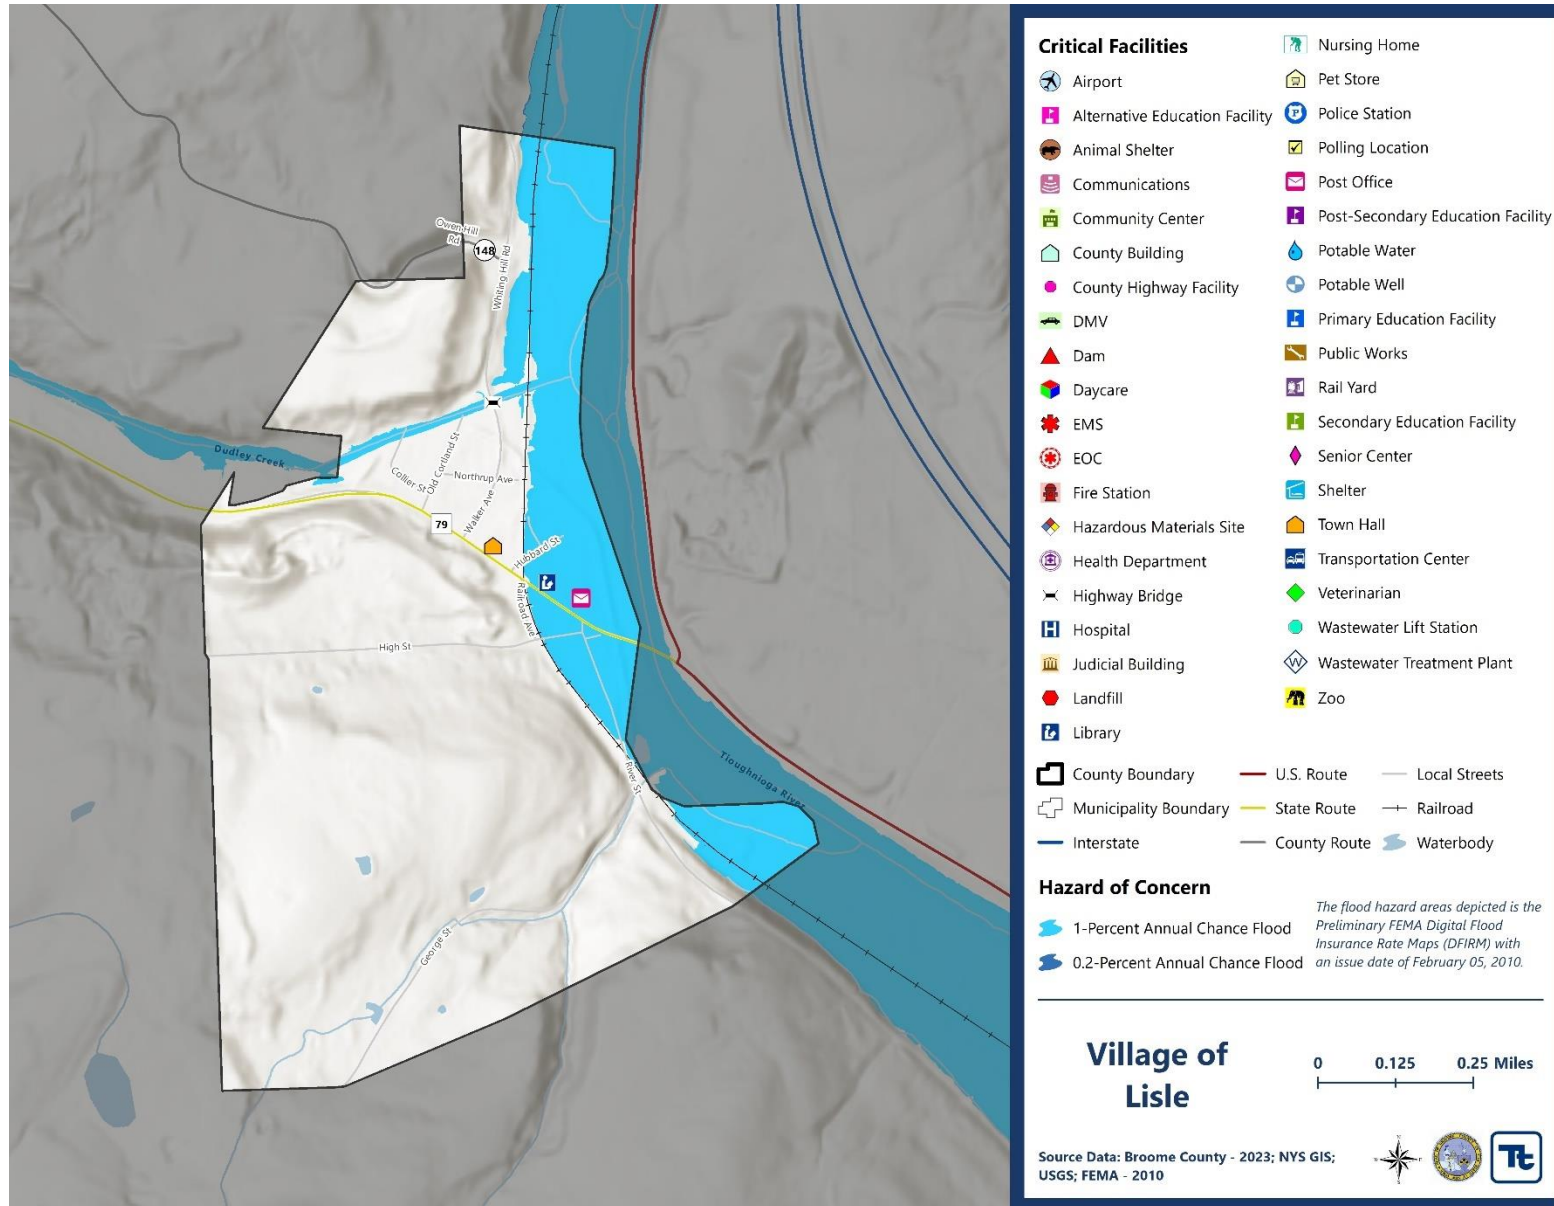 Owen Hill
Rd
148
Whiting Hill Rd
Dudley Creek
Collier St
Old Cortland St
Northrup Ave
Walker Ave
79
Hubbard St
Railroad Ave
High St
River St
Tioughnioga River
George St
Critical Facilities
Airport
Alternative Education Facility
Animal Shelter
Communications
Community Center
County Building
County Highway Facility
DMV
Dam
Daycare
EMS
EOC
Fire Station
Hazardous Materials Site
Health Department
Highway Bridge
Hospital
Judicial Building
Landfill
Library
Nursing Home
Pet Store
Police Station
Polling Location
Post Office
Post-Secondary Education Facility
Potable Water
Potable Well
Primary Education Facility
Public Works
Rail Yard
Secondary Education Facility
Senior Center
Shelter
Town Hall
Transportation Center
Veterinarian
Wastewater Lift Station
Wastewater Treatment Plant
Zoo
County Boundary
Municipality Boundary
Interstate
U.S. Route
State Route
County Route
Local Streets
Railroad
Waterbody
Hazard of Concern
1-Percent Annual Chance Flood
0.2-Percent Annual Chance Flood
The flood hazard areas depicted is the
Preliminary FEMA Digital Flood
Insurance Rate Maps (DFIRM) with
an issue date of February 05, 2010.
Village of
Lisle
0 0.125 0.25 Miles
Source Data: Broome County - 2023; NYS GIS;
USGS; FEMA - 2010
Tt